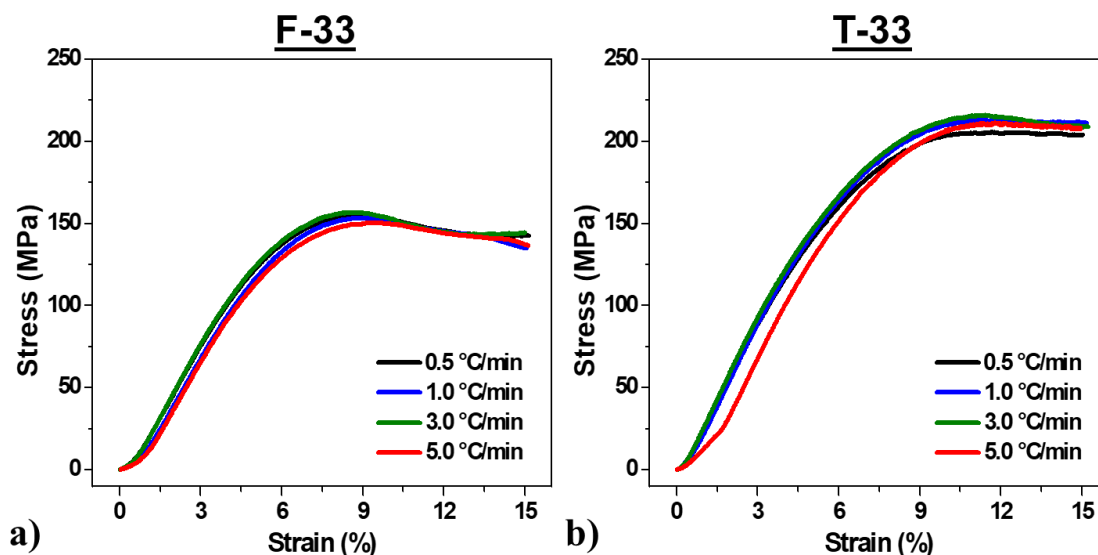 F-33
250
200
150
100
50
0
Stress (MPa)
0.5 °C/min
1.0 °C/min
3.0 °C/min
5.0 °C/min
0 3 6 9 12 15
Strain (%)
a)
T-33
250
200
150
100
50
0
Stress (MPa)
0.5 °C/min
1.0 °C/min
3.0 °C/min
5.0 °C/min
0 3 6 9 12 15
Strain (%)
b)